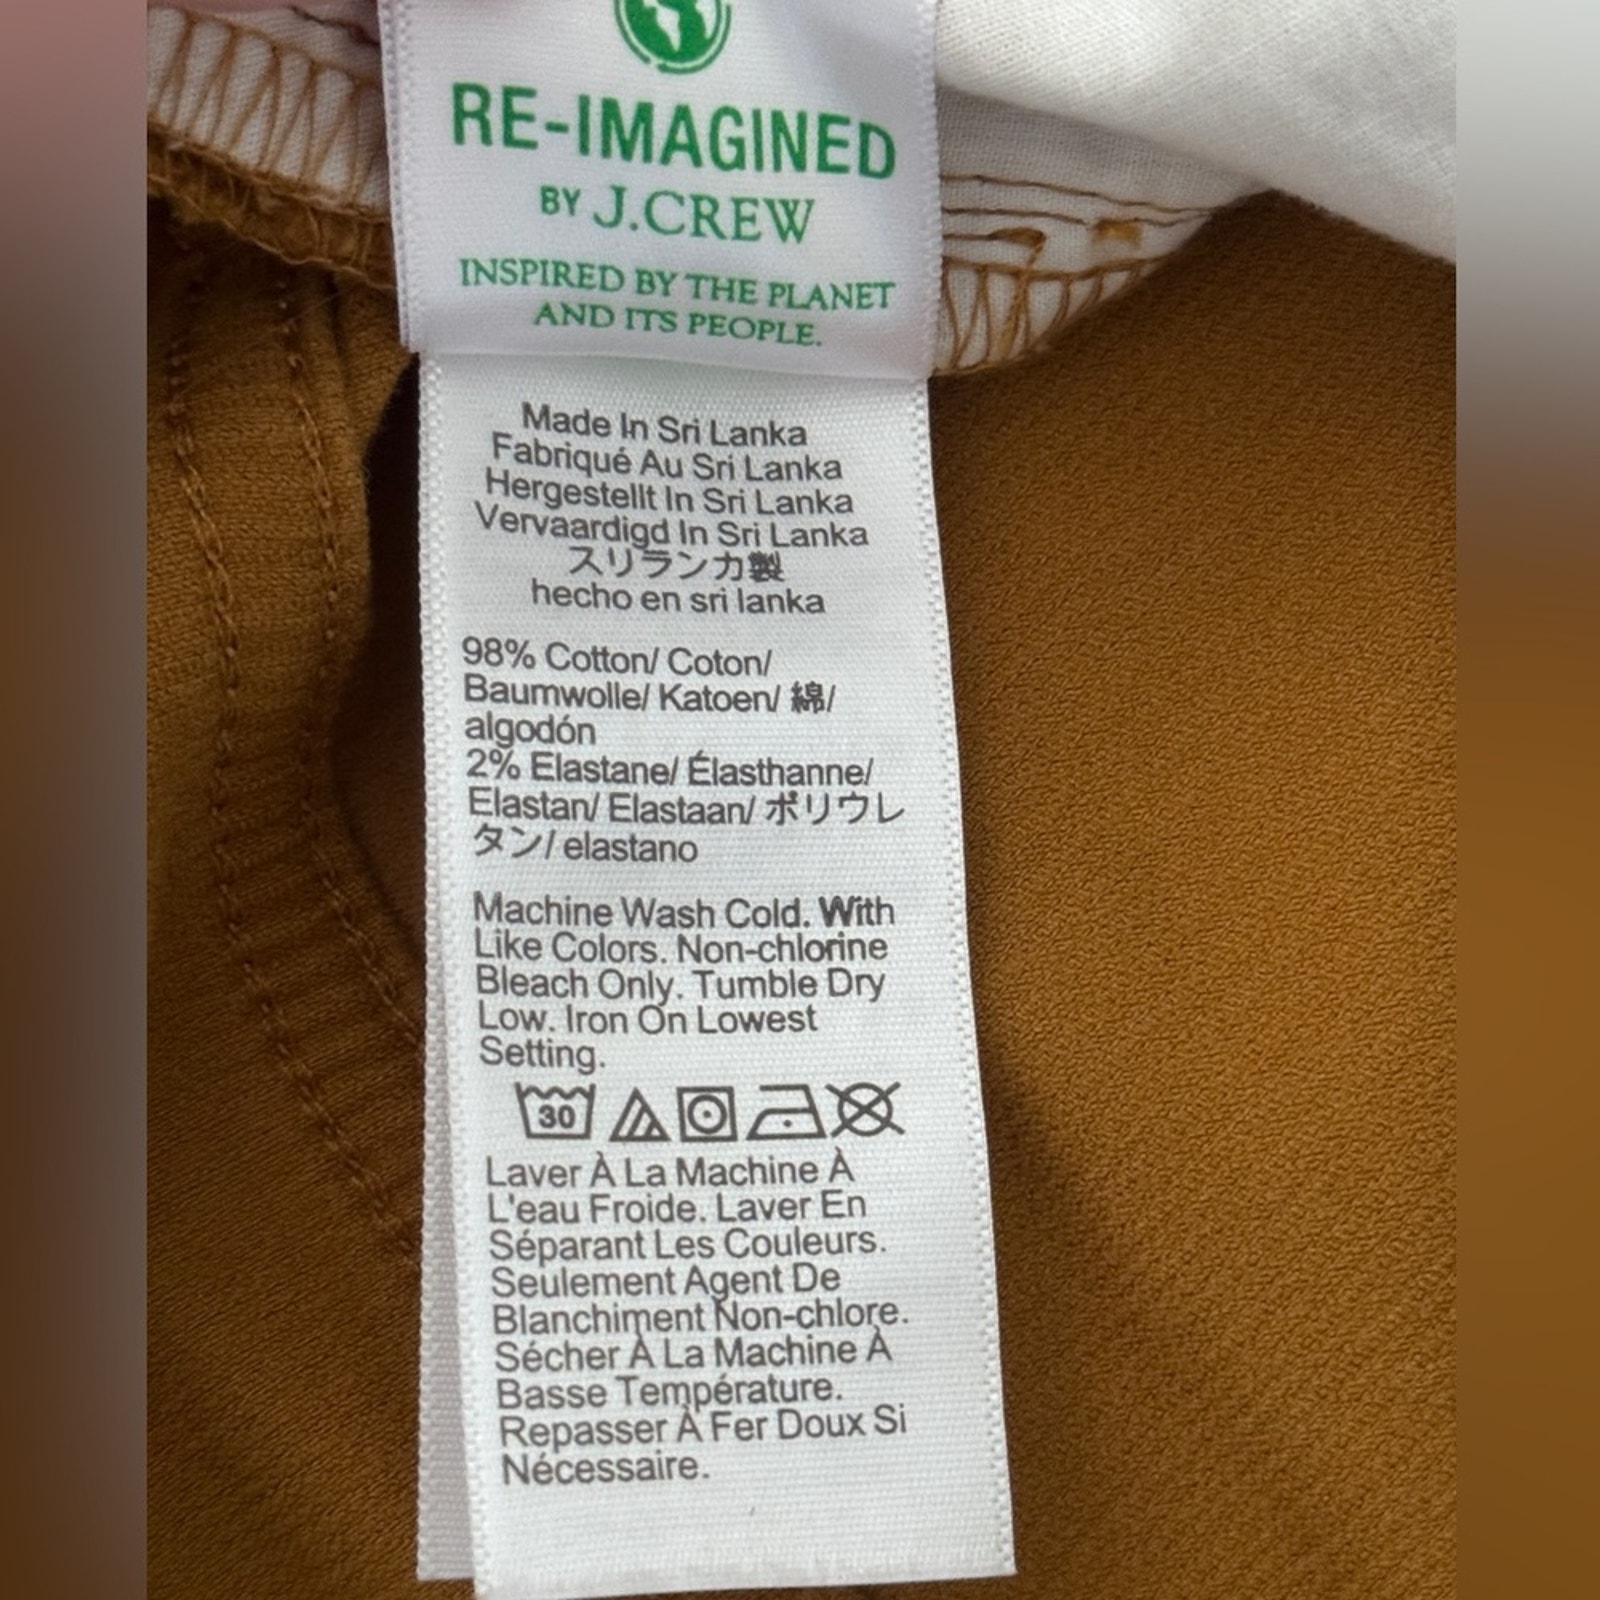 RE-IMAGINED
BY J.CREW
INSPIRED BY THE PLANET
AND ITS PEOPLE.
Made In Sri Lanka
Fabriqué Au Sri Lanka
Hergestellt In Sri Lanka
Vervaardigd In Sri Lanka
スリランカ製
hecho en sri lanka
98% Cotton/ Coton/
Baumwolle/ Katoen/ 綿/
algodón
2% Elastane/ Élasthanne/
Elastan/ Elastaan/ ポリウレ
タン/ elastano
Machine Wash Cold. With
Like Colors. Non-chlorine
Bleach Only. Tumble Dry
Low. Iron On Lowest
Setting.
30
Laver À La Machine À
L'eau Froide. Laver En
Séparant Les Couleurs.
Seulement Agent De
Blanchiment Non-chlore.
Sécher À La Machine À
Basse Température.
Repasser À Fer Doux Si
Nécessaire.